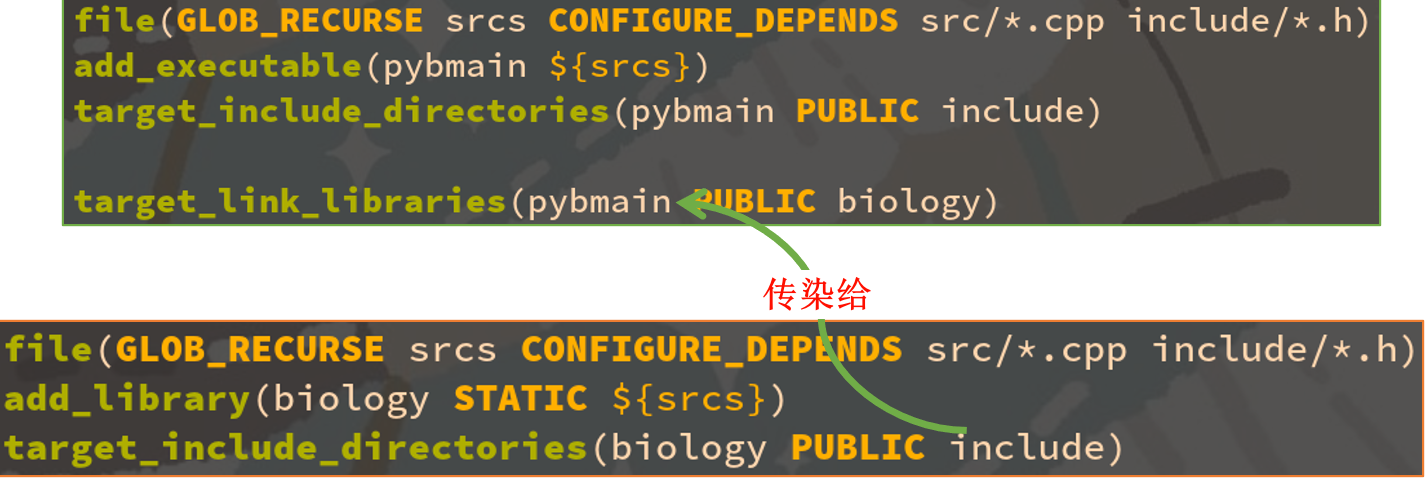 file(GLOB_RECURSE srcs CONFIGURE_DEPENDS src/*.cpp include/*.h)
add_executable(pybmain ${srcs})
target_include_directories(pybmain PUBLIC include)
target_link_libraries(pybmain PUBLIC biology)
传染给
file(GLOB_RECURSE srcs CONFIGURE_DEPENDS src/*.cpp include/*.h)
add_library(biology STATIC ${srcs})
target_include_directories(biology PUBLIC include)